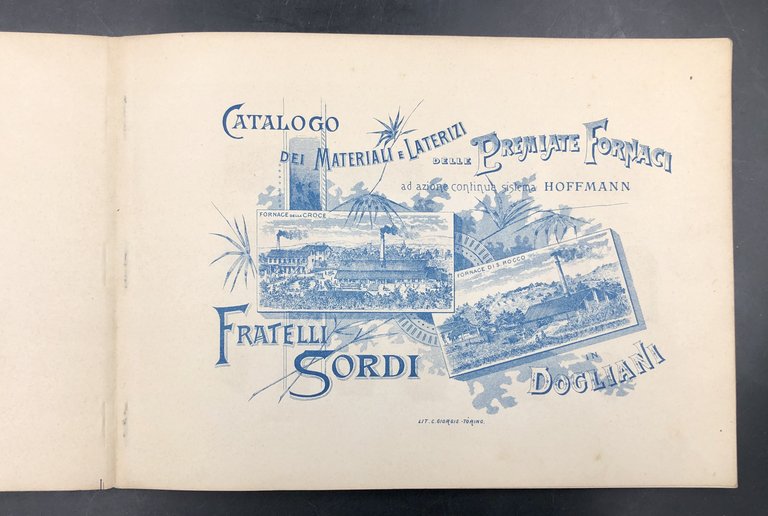 CATALOGO
DEI MATERIALI E LATERIZI
DELLE PREMIATE FORNACI
ad azione continua sistema HOFFMANN
FORNACE DELLA CROCE
FORNACE DI S. ROCCO
FRATELLI
SORDI
IN
DOGLIANI
LIT. C. GIORGIS - TORINO.